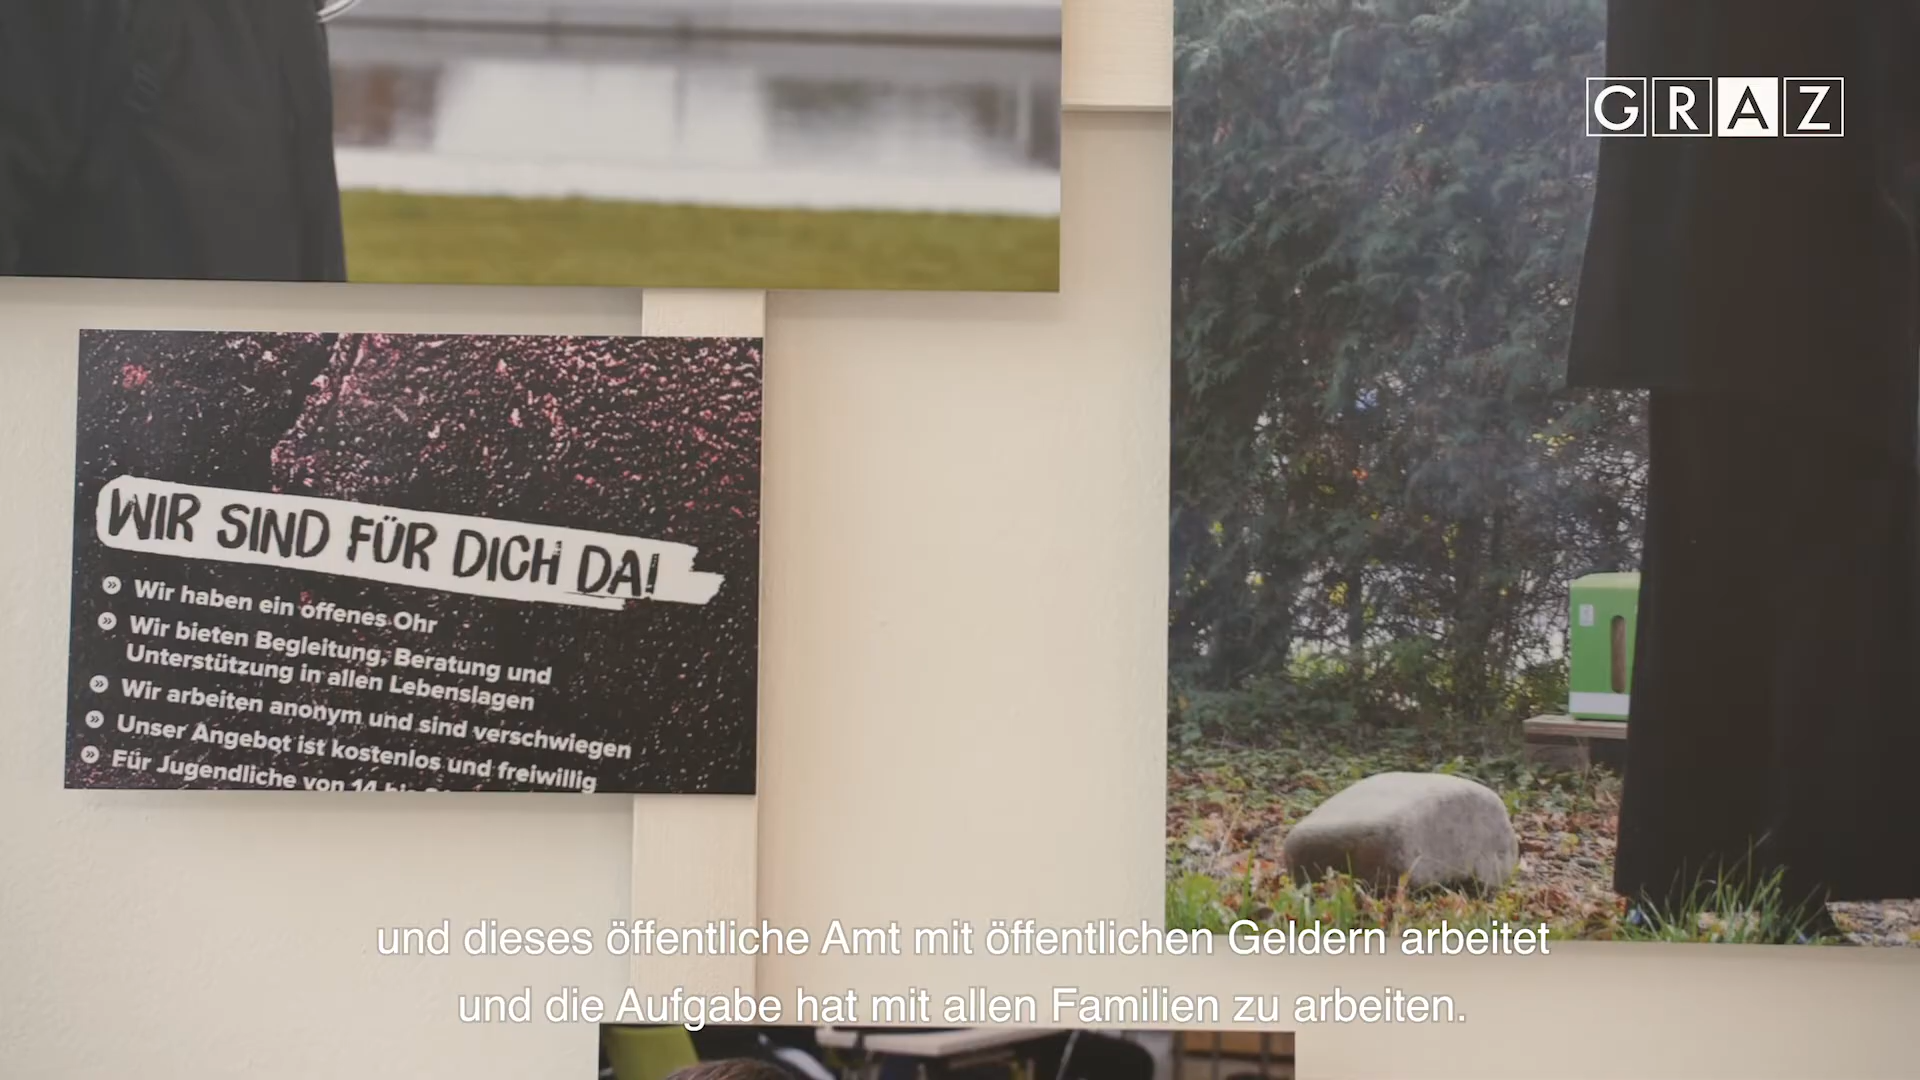 GRAZ
WIR SIND FÜR DICH DA!
Wir haben ein offenes Ohr
Wir bieten Begleitung, Beratung und
Unterstützung in allen Lebenslagen
Wir arbeiten anonym und sind verschwiegen
Unser Angebot ist kostenlos und freiwillig
Für Jugendliche von 14
und dieses öffentliche Amt mit öffentlichen Geldern arbeitet
und die Aufgabe hat mit allen Familien zu arbeiten.